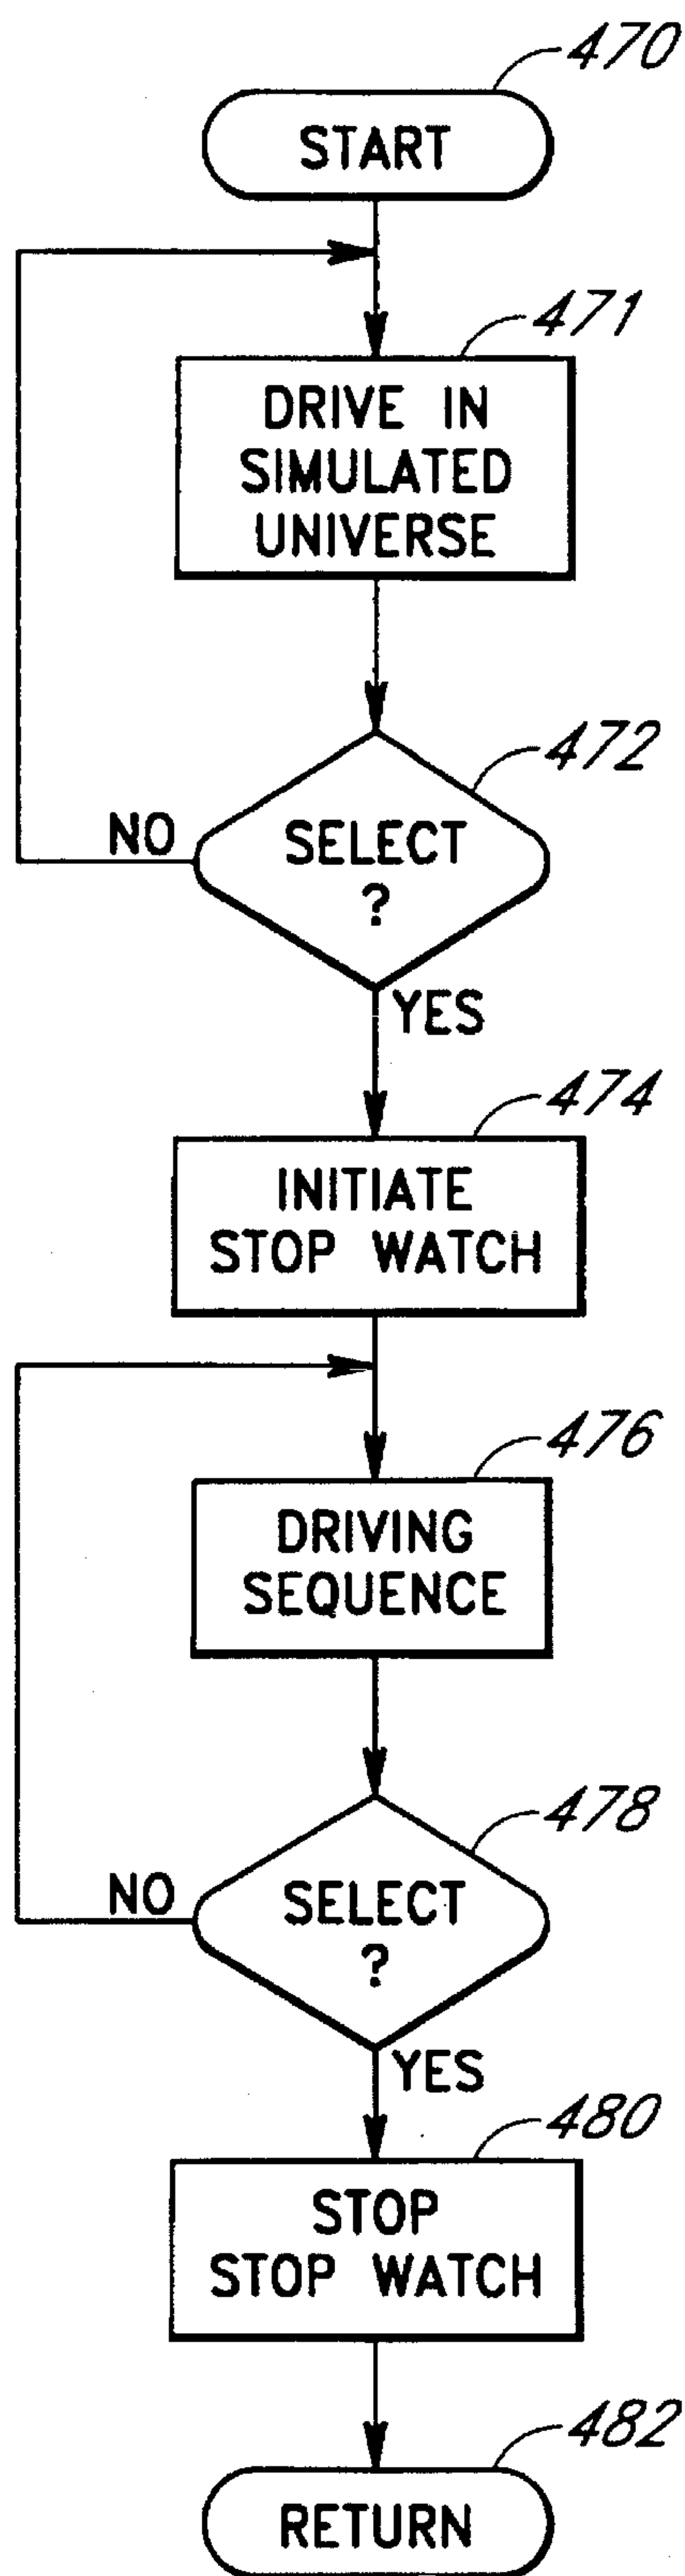 470
START
471
DRIVE IN
SIMULATED
UNIVERSE
472
NO
SELECT
?
YES
474
INITIATE
STOP WATCH
476
DRIVING
SEQUENCE
478
NO
SELECT
?
YES
480
STOP
STOP WATCH
482
RETURN